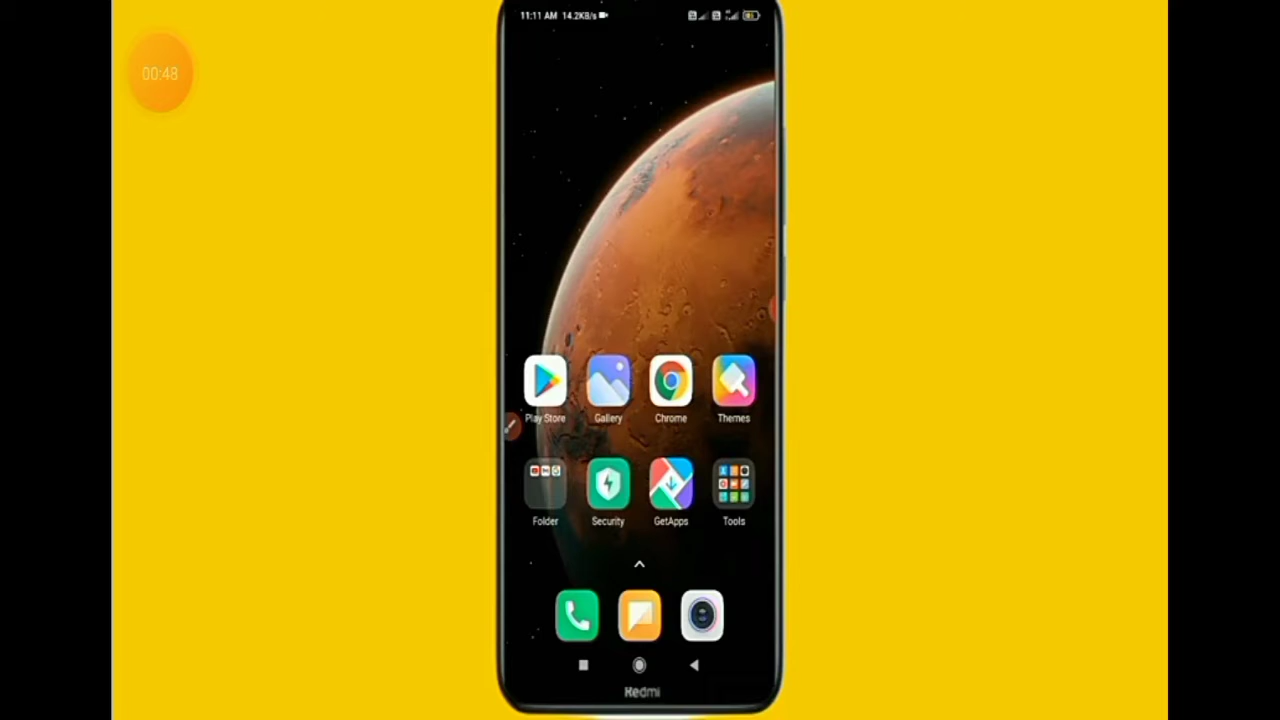 11:11 AM 14.2KB/s
00:48
Play Store Gallery Chrome Themes
Folder Security GetApps Tools
Redmi